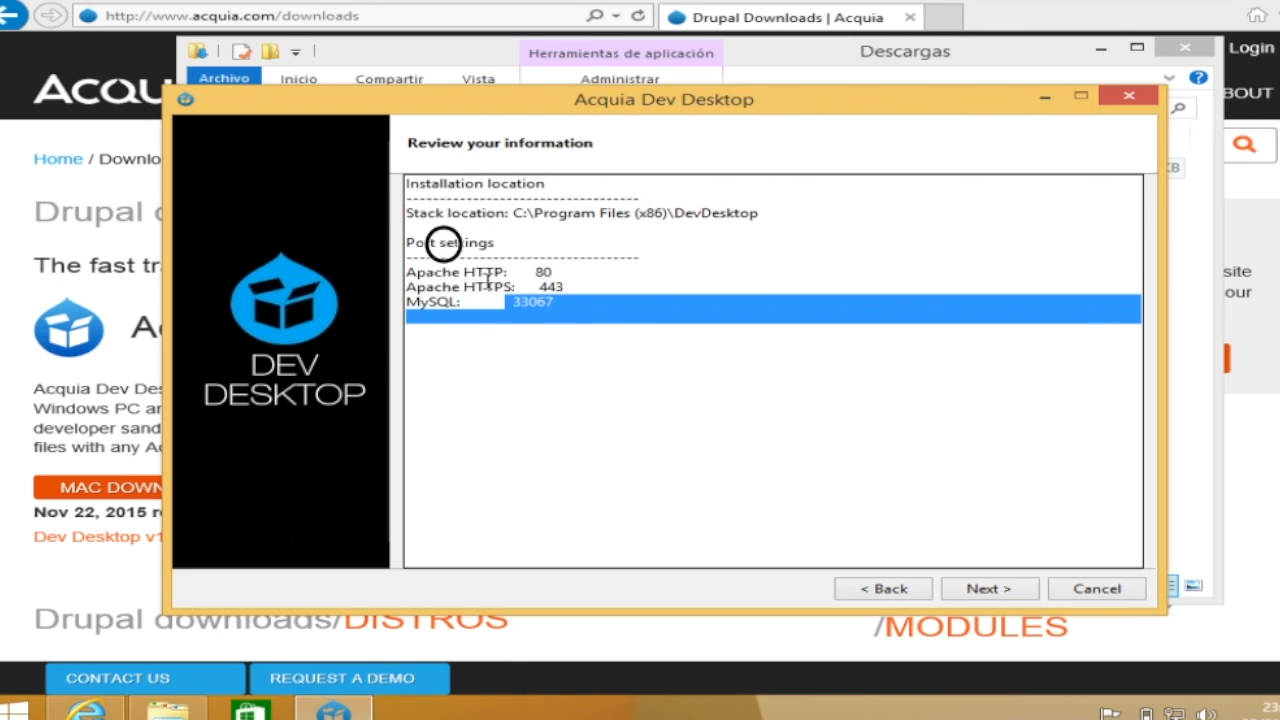 http://www.acquia.com/downloads
Drupal Downloads | Acquia
Login
Herramientas de aplicación
Descargas
Archivo
Inicio
Compartir
Vista
Administrar
ACQU
BOUT
Acquia Dev Desktop
Home / Downlo
KB
Drupal
The fast tr
Acquia Dev De
Windows PC an
developer sand
files with any A
MAC DOWN
Nov 22, 2015 r
Dev Desktop v1
DEV
DESKTOP
Review your information
Installation location
---------------------------------------
Stack location: C:\Program Files (x86)\DevDesktop
Port settings
---------------------------------------
Apache HTTP: 80
Apache HTTPS: 443
MySQL: 33067
site
our
< Back
Next >
Cancel
Drupal downloads/DISTROS
/MODULES
CONTACT US
REQUEST A DEMO
23